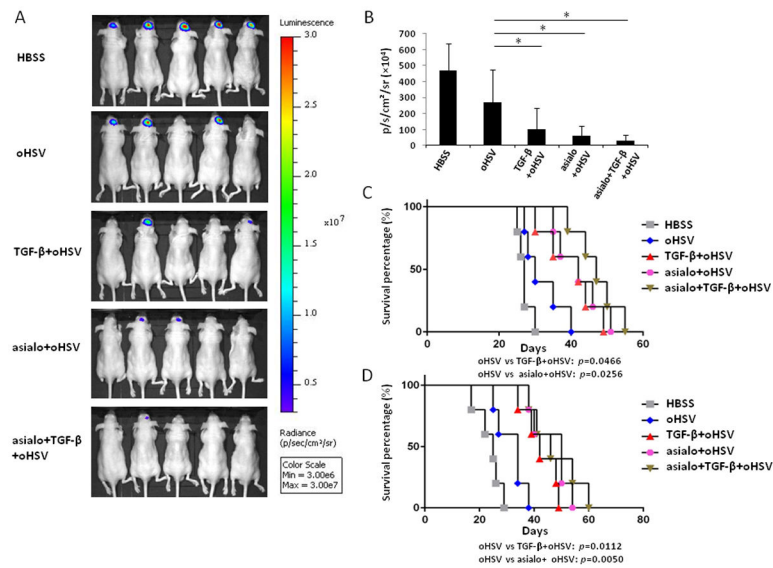 A
HBSS
oHSV
TGF-β+oHSV
asialo+oHSV
asialo+TGF-β
+oHSV
Luminescence
3.0
2.5
2.0
x10⁷
1.5
1.0
0.5
Radiance
(p/sec/cm²/sr)
Color Scale
Min = 3.00e6
Max = 3.00e7
B
p/s/cm²/sr (×10⁴)
700
600
500
400
300
200
100
0
*
*
*
HBSS
oHSV
TGF-β
+oHSV
asialo
+oHSV
asialo+TGF-β
+oHSV
C
Survival percentage (%)
100
50
0
0 20 40 60 80
Days
HBSS
oHSV
TGF-β+oHSV
asialo+oHSV
asialo+TGF-β+oHSV
oHSV vs TGF-β+oHSV: p=0.0466
oHSV vs asialo+oHSV: p=0.0256
D
Survival percentage (%)
100
50
0
0 20 40 60 80
Days
HBSS
oHSV
TGF-β+oHSV
asialo+oHSV
asialo+TGF-β+oHSV
oHSV vs TGF-β+oHSV: p=0.0112
oHSV vs asialo+ oHSV: p=0.0050